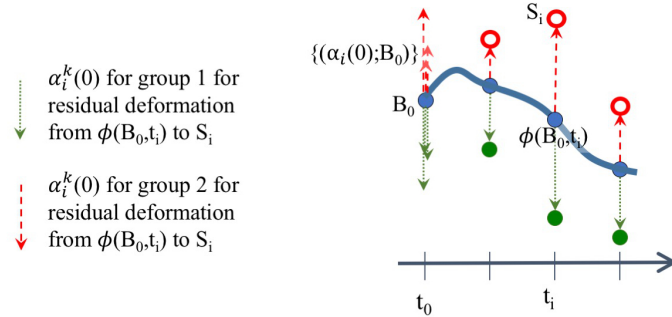 α_i^k(0) for group 1 for
residual deformation
from ϕ(B_0,t_i) to S_i
α_i^k(0) for group 2 for
residual deformation
from ϕ(B_0,t_i) to S_i
S_i
{(α_i(0);B_0)}
B_0
ϕ(B_0,t_i)
t_0
t_i